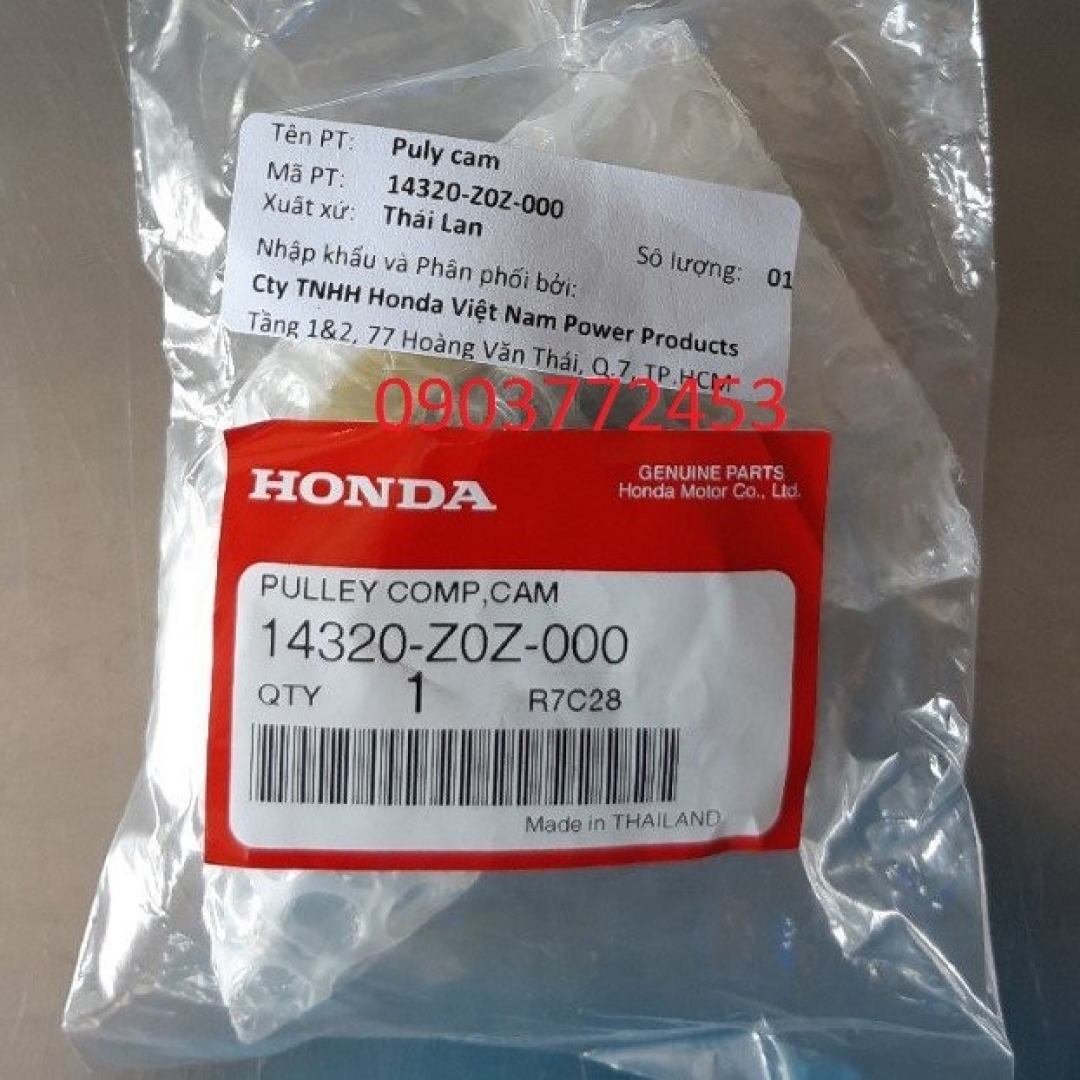 Tên PT: Puly cam
Mã PT: 14320-Z0Z-000
Xuất xứ: Thái Lan
Số lượng: 01
Nhập khẩu và Phân phối bởi:
Cty TNHH Honda Việt Nam Power Products
Tầng 1&2, 77 Hoàng Văn Thái, Q.7, TP.HCM
0903772453
HONDA
GENUINE PARTS
Honda Motor Co., Ltd.
PULLEY COMP,CAM
14320-Z0Z-000
QTY 1 R7C28
Made in THAILAND